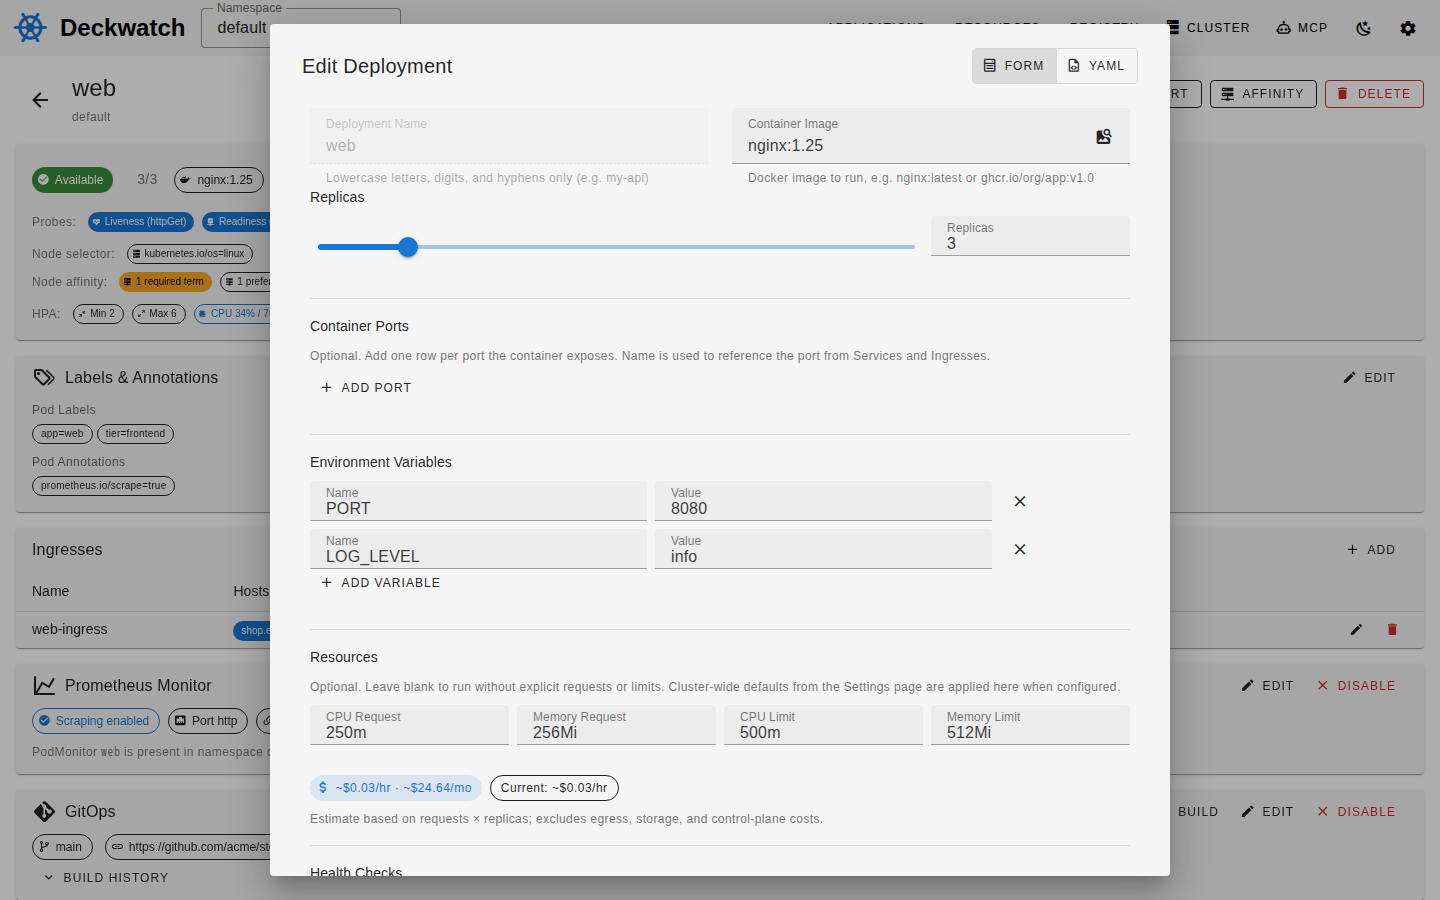 Deckwatch
Namespace
default
CLUSTER
MCP
web
default
RT
AFFINITY
DELETE
Available
3/3
nginx:1.25
Probes:
Liveness (httpGet)
Readiness
Node selector:
kubernetes.io/os=linux
Node affinity:
1 required term
1 prefer
HPA:
Min 2
Max 6
CPU 34% / 70
Labels & Annotations
EDIT
Pod Labels
app=web
tier=frontend
Pod Annotations
prometheus.io/scrape=true
Ingresses
ADD
Name
Hosts
web-ingress
shop.e
Prometheus Monitor
EDIT
DISABLE
Scraping enabled
Port http
PodMonitor web is present in namespace
GitOps
BUILD
EDIT
DISABLE
main
https://github.com/acme/st
BUILD HISTORY
Edit Deployment
FORM
YAML
Deployment Name
web
Lowercase letters, digits, and hyphens only (e.g. my-api)
Container Image
nginx:1.25
Docker image to run, e.g. nginx:latest or ghcr.io/org/app:v1.0
Replicas
Replicas
3
Container Ports
Optional. Add one row per port the container exposes. Name is used to reference the port from Services and Ingresses.
ADD PORT
Environment Variables
Name
PORT
Value
8080
Name
LOG_LEVEL
Value
info
ADD VARIABLE
Resources
Optional. Leave blank to run without explicit requests or limits. Cluster-wide defaults from the Settings page are applied here when configured.
CPU Request
250m
Memory Request
256Mi
CPU Limit
500m
Memory Limit
512Mi
~$0.03/hr · ~$24.64/mo
Current: ~$0.03/hr
Estimate based on requests × replicas; excludes egress, storage, and control-plane costs.
Health Checks